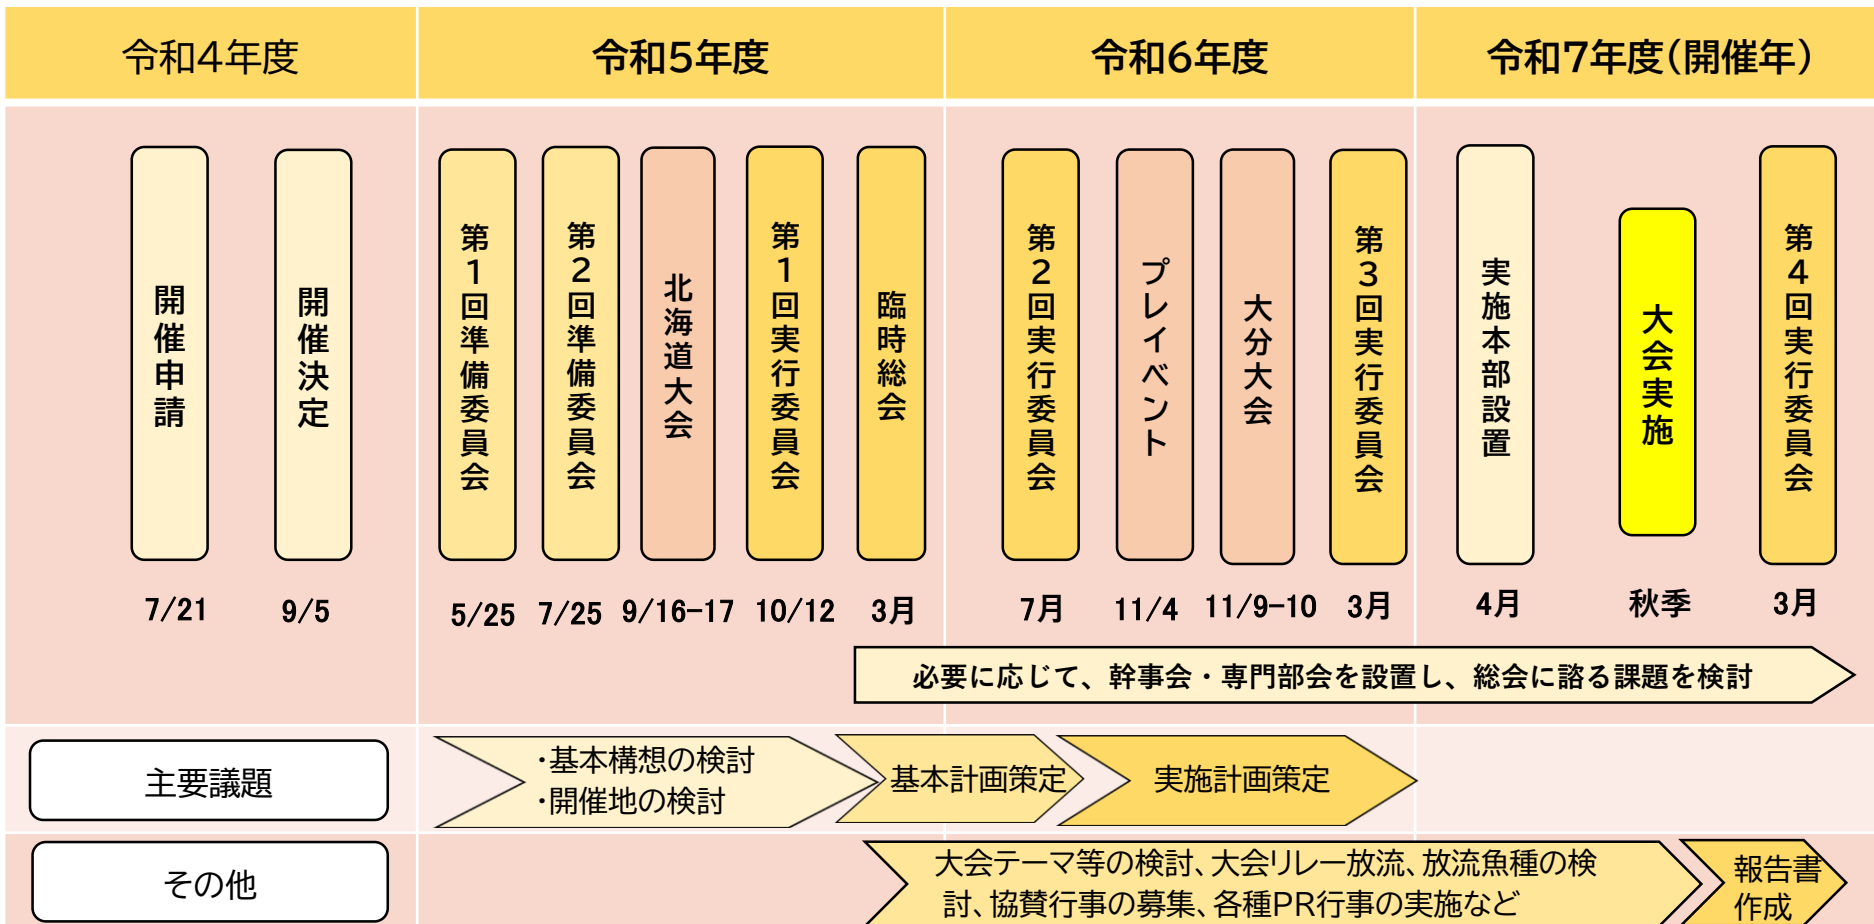 令和4年度
令和5年度
令和6年度
令和7年度(開催年)
開催申請
開催決定
第1回準備委員会
第2回準備委員会
北海道大会
第1回実行委員会
臨時総会
第2回実行委員会
プレイベント
大分大会
第3回実行委員会
実施本部設置
大会実施
第4回実行委員会
7/21
9/5
5/25
7/25
9/16-17
10/12
3月
7月
11/4
11/9-10
3月
4月
秋季
3月
必要に応じて、幹事会・専門部会を設置し、総会に諮る課題を検討
主要議題
・基本構想の検討
・開催地の検討
基本計画策定
実施計画策定
その他
大会テーマ等の検討、大会リレー放流、放流魚種の検
討、協賛行事の募集、各種PR行事の実施など
報告書
作成